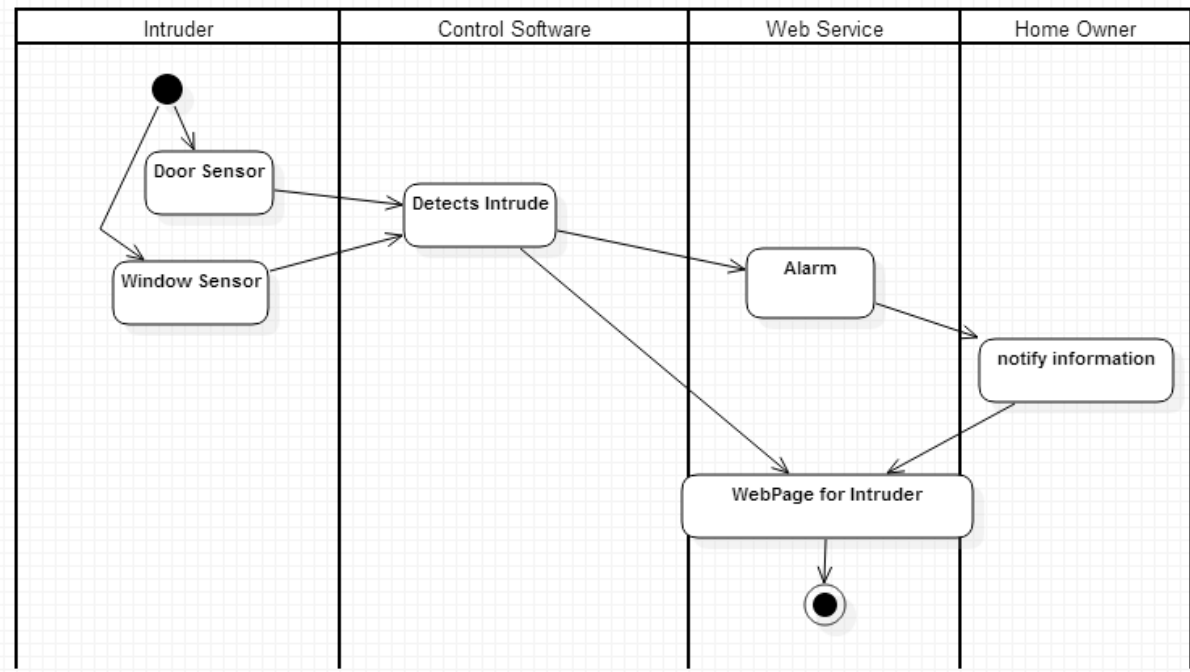 Intruder
Control Software
Web Service
Home Owner
Door Sensor
Detects Intrude
Window Sensor
Alarm
notify information
WebPage for Intruder